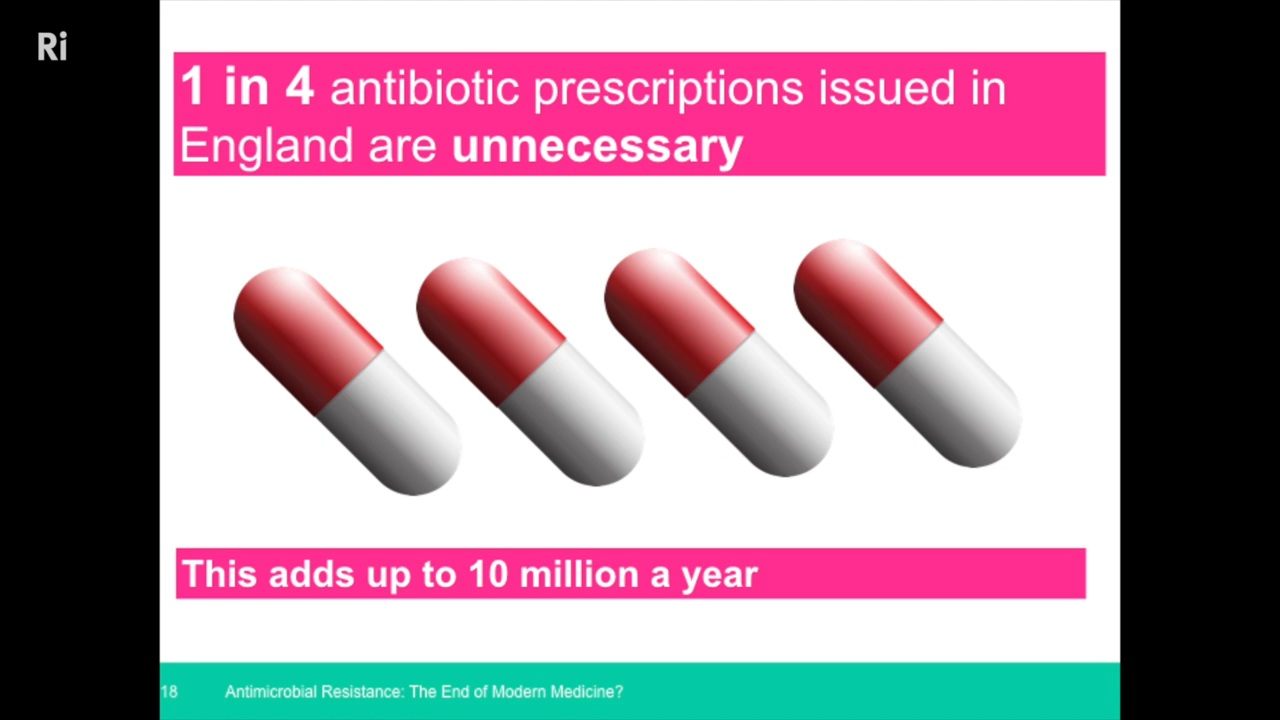 Ri
1 in 4 antibiotic prescriptions issued in
England are unnecessary
This adds up to 10 million a year
18 Antimicrobial Resistance: The End of Modern Medicine?